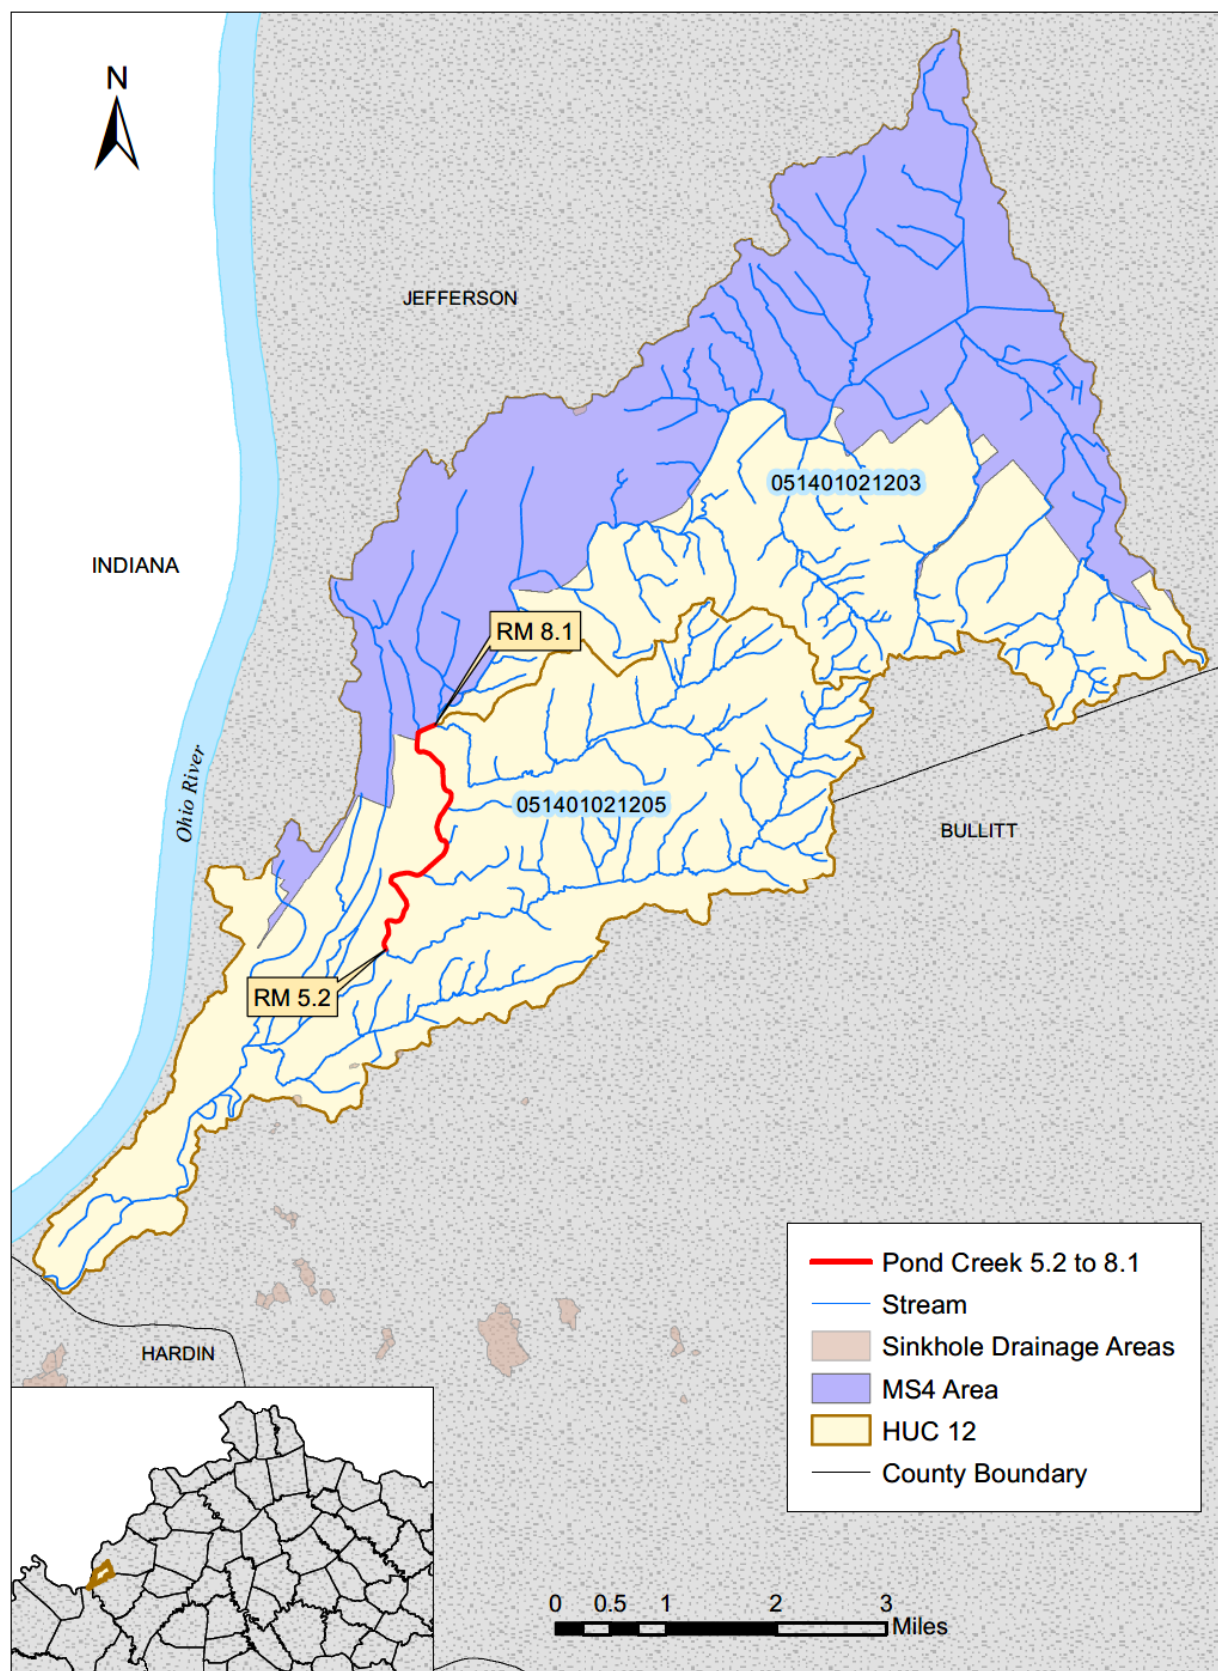 N
JEFFERSON
051401021203
INDIANA
RM 8.1
Ohio River
051401021205
BULLITT
RM 5.2
Pond Creek 5.2 to 8.1
Stream
Sinkhole Drainage Areas
MS4 Area
HUC 12
County Boundary
HARDIN
0 0.5 1 2 3
Miles